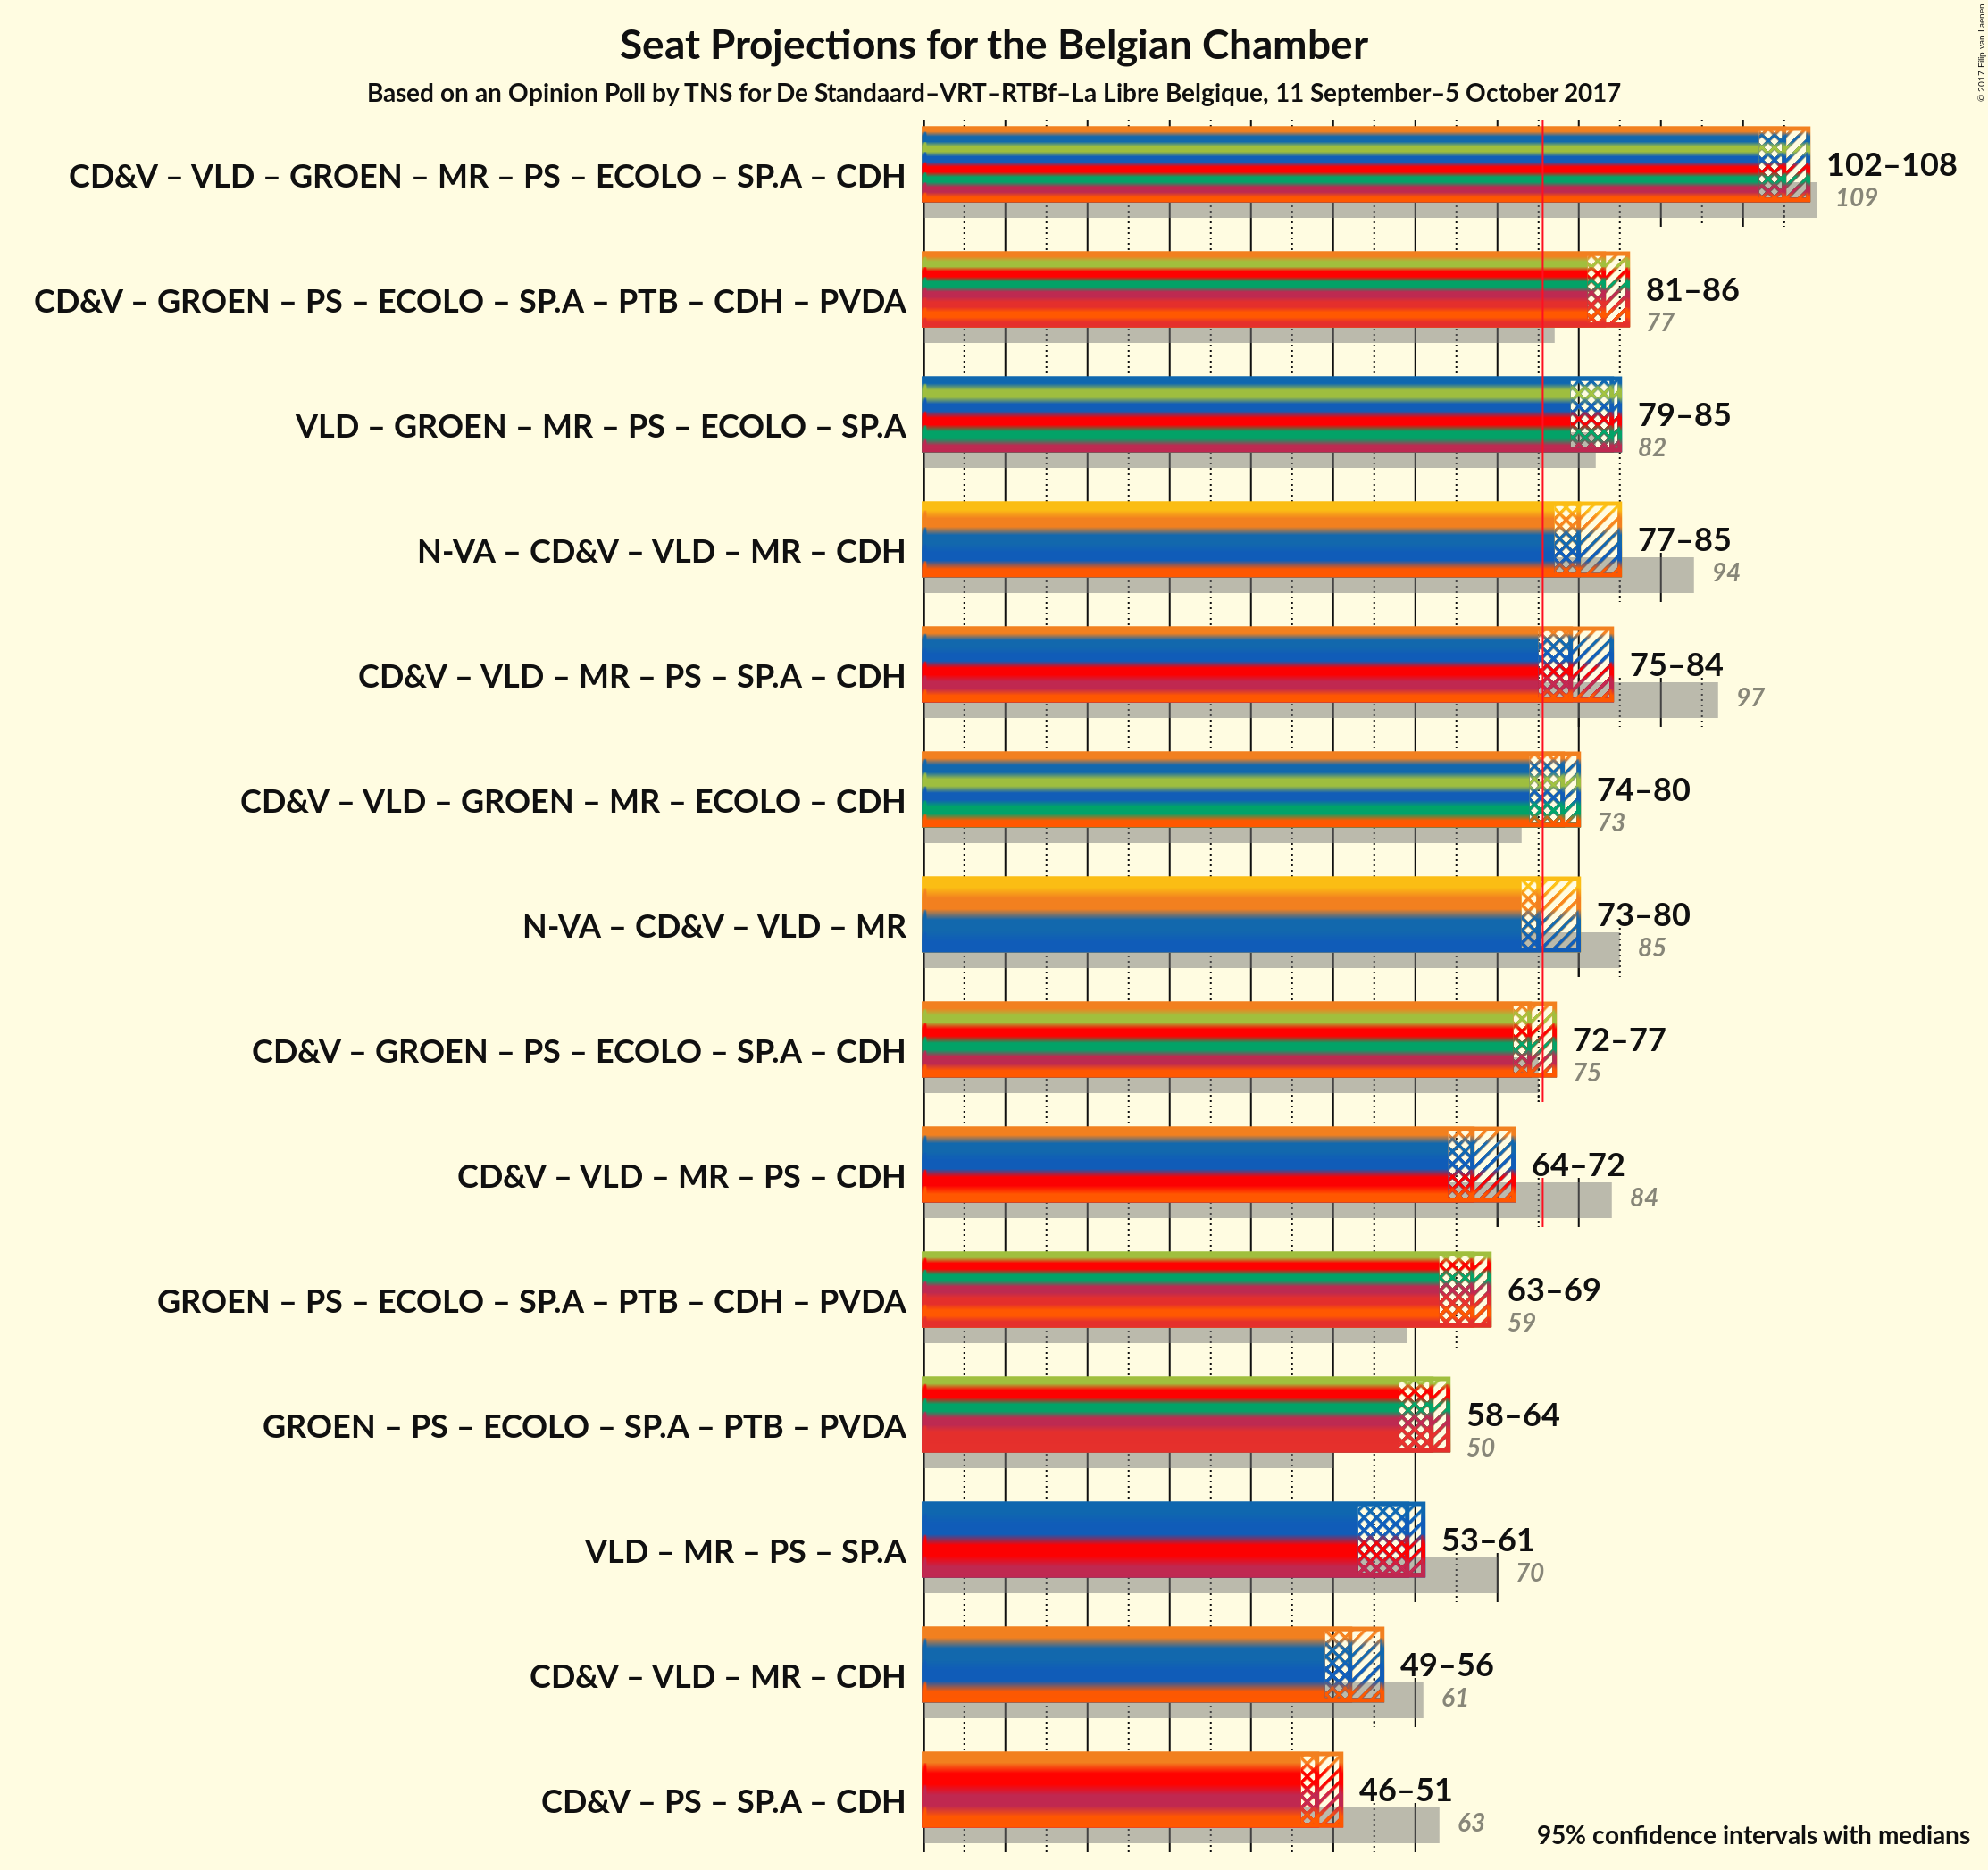 Seat Projections for the Belgian Chamber
Based on an Opinion Poll by TNS for De Standaard–VRT–RTBf–La Libre Belgique, 11 September–5 October 2017
© 2017 Filip van Laenen
CD&V – VLD – GROEN – MR – PS – ECOLO – SP.A – CDH
102–108
109
CD&V – GROEN – PS – ECOLO – SP.A – PTB – CDH – PVDA
81–86
77
VLD – GROEN – MR – PS – ECOLO – SP.A
79–85
82
N-VA – CD&V – VLD – MR – CDH
77–85
94
CD&V – VLD – MR – PS – SP.A – CDH
75–84
97
CD&V – VLD – GROEN – MR – ECOLO – CDH
74–80
73
N-VA – CD&V – VLD – MR
73–80
85
CD&V – GROEN – PS – ECOLO – SP.A – CDH
72–77
75
CD&V – VLD – MR – PS – CDH
64–72
84
GROEN – PS – ECOLO – SP.A – PTB – CDH – PVDA
63–69
59
GROEN – PS – ECOLO – SP.A – PTB – PVDA
58–64
50
VLD – MR – PS – SP.A
53–61
70
CD&V – VLD – MR – CDH
49–56
61
CD&V – PS – SP.A – CDH
46–51
63
95% confidence intervals with medians